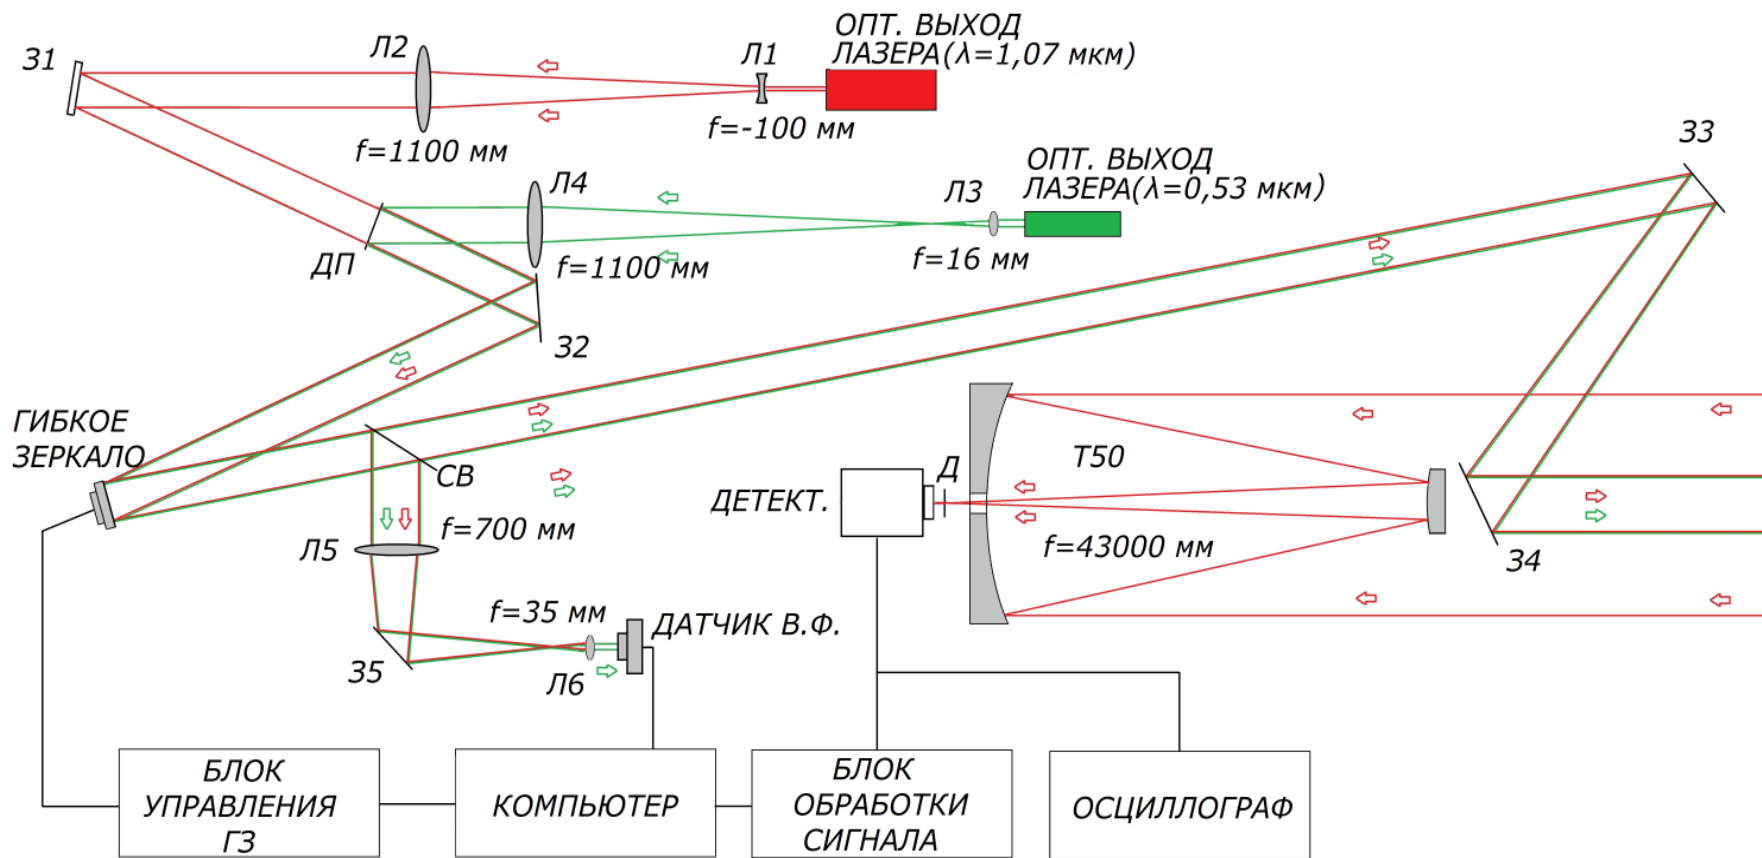 ОПТ. ВЫХОД
ЛАЗЕРА(λ=1,07 мкм)
З1
Л2
Л1
f=1100 мм
f=-100 мм
З3
ОПТ. ВЫХОД
ЛАЗЕРА(λ=0,53 мкм)
Л4
Л3
ДП
f=1100 мм
f=16 мм
З2
ГИБКОЕ
ЗЕРКАЛО
СВ
Т50
Д
ДЕТЕКТ.
f=700 мм
Л5
f=43000 мм
З4
f=35 мм
ДАТЧИК В.Ф.
З5
Л6
БЛОК
УПРАВЛЕНИЯ
ГЗ
КОМПЬЮТЕР
БЛОК
ОБРАБОТКИ
СИГНАЛА
ОСЦИЛЛОГРАФ